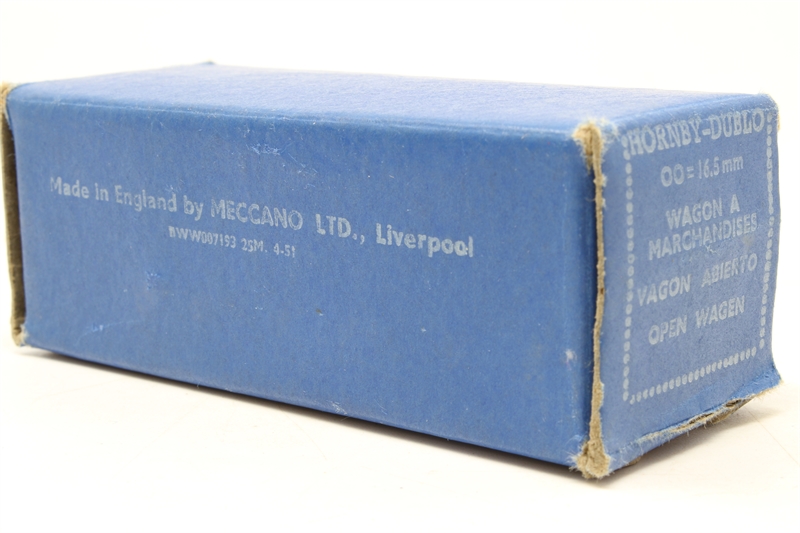 Made in England by MECCANO LTD., Liverpool
BWW007193 25M. 4-51
HORNBY-DUBLO
OO = 16.5 mm
WAGON A
MARCHANDISES
VAGON ABIERTO
OPEN WAGEN